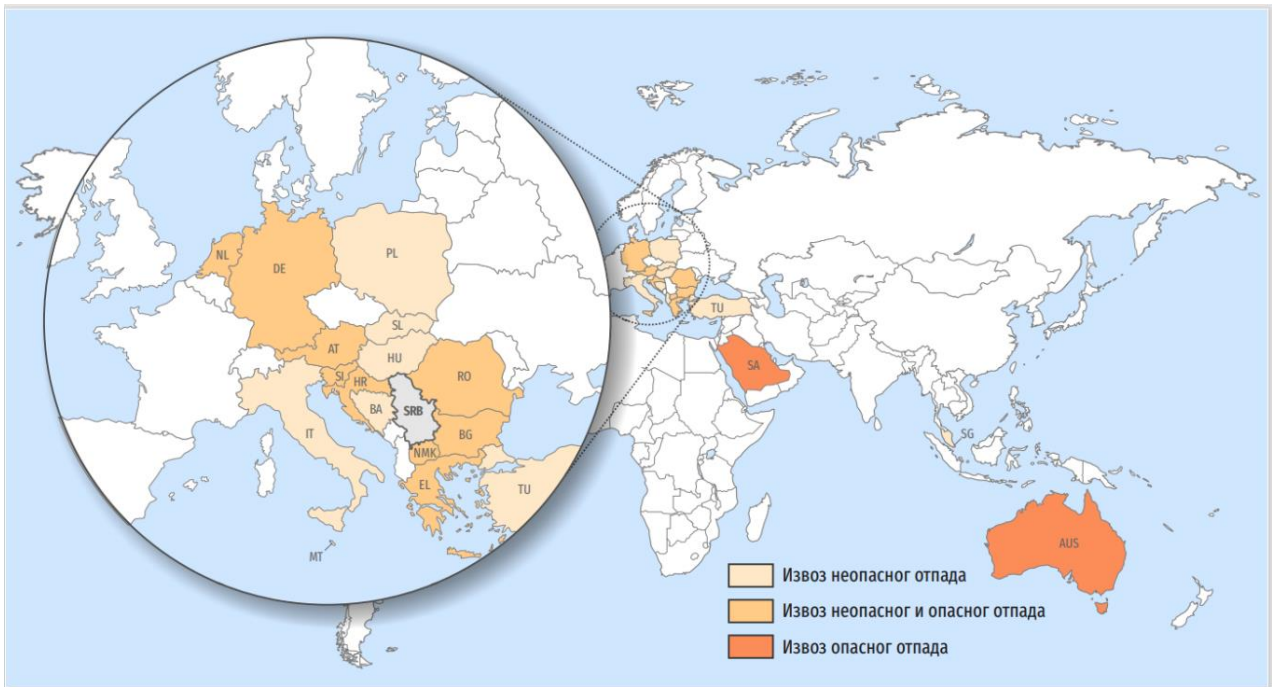 NL
DE
PL
SL
AT
HU
SI
HR
RO
BA
SRB
IT
BG
NMK
EL
TU
MT
TU
SA
SG
AUS
Извоз неопасног отпада
Извоз неопасног и опасног отпада
Извоз опасног отпада